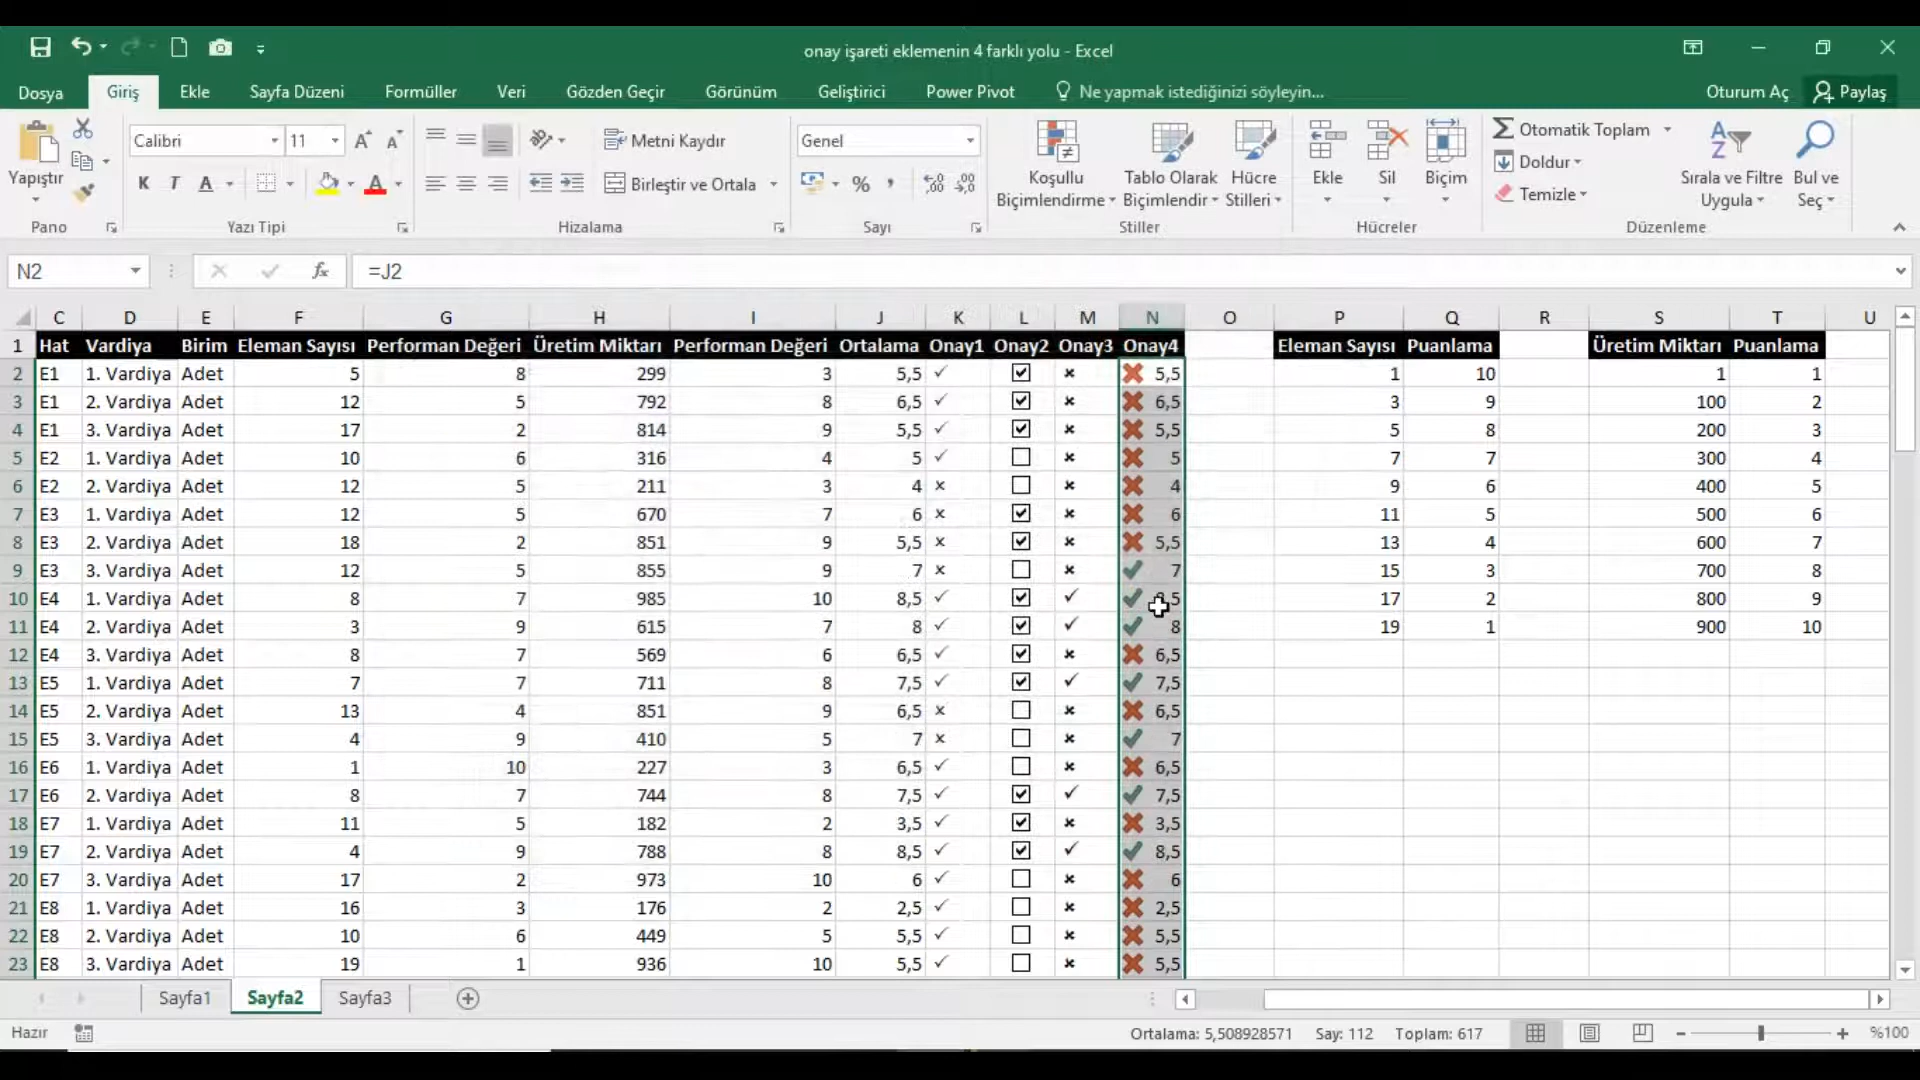 onay işareti eklemenin 4 farklı yolu - Excel
Dosya Giriş Ekle Sayfa Düzeni Formüller Veri Gözden Geçir Görünüm Geliştirici Power Pivot Ne yapmak istediğinizi söyleyin... Oturum Aç Paylaş
Calibri 11 Metni Kaydır Genel Otomatik Toplam
Yapıştır K T A Birleştir ve Ortala % Koşullu Biçimlendirme Tablo Olarak Biçimlendir Hücre Stilleri Ekle Sil Biçim Doldur Temizle Sırala ve Filtre Uygula Bul ve Seç
Pano Yazı Tipi Hizalama Sayı Stiller Hücreler Düzenleme
N2 fx =J2
C D E F G H I J K L M N O P Q R S T U
1 Hat Vardiya Birim Eleman Sayısı Performan Değeri Üretim Miktarı Performan Değeri Ortalama Onay1 Onay2 Onay3 Onay4 Eleman Sayısı Puanlama Üretim Miktarı Puanlama
2 E1 1. Vardiya Adet 5 8 299 3 5,5 ✓ ☑ × ✖ 5,5 1 10 1 1
3 E1 2. Vardiya Adet 12 5 792 8 6,5 ✓ ☑ × ✖ 6,5 3 9 100 2
4 E1 3. Vardiya Adet 17 2 814 9 5,5 ✓ ☑ × ✖ 5,5 5 8 200 3
5 E2 1. Vardiya Adet 10 6 316 4 5 ✓ ☐ × ✖ 5 7 7 300 4
6 E2 2. Vardiya Adet 12 5 211 3 4 × ☐ × ✖ 4 9 6 400 5
7 E3 1. Vardiya Adet 12 5 670 7 6 × ☑ × ✖ 6 11 5 500 6
8 E3 2. Vardiya Adet 18 2 851 9 5,5 × ☑ × ✖ 5,5 13 4 600 7
9 E3 3. Vardiya Adet 12 5 855 9 7 × ☐ × ✔ 7 15 3 700 8
10 E4 1. Vardiya Adet 8 7 985 10 8,5 ✓ ☑ ✓ ✔ 17 2 800 9
11 E4 2. Vardiya Adet 3 9 615 7 8 ✓ ☑ ✓ ✔ 8 19 1 900 10
12 E4 3. Vardiya Adet 8 7 569 6 6,5 ✓ ☑ × ✖ 6,5
13 E5 1. Vardiya Adet 7 7 711 8 7,5 ✓ ☑ ✓ ✔ 7,5
14 E5 2. Vardiya Adet 13 4 851 9 6,5 × ☐ × ✖ 6,5
15 E5 3. Vardiya Adet 4 9 410 5 7 × ☐ × ✔ 7
16 E6 1. Vardiya Adet 1 10 227 3 6,5 ✓ ☐ × ✖ 6,5
17 E6 2. Vardiya Adet 8 7 744 8 7,5 ✓ ☑ ✓ ✔ 7,5
18 E7 1. Vardiya Adet 11 5 182 2 3,5 ✓ ☑ × ✖ 3,5
19 E7 2. Vardiya Adet 4 9 788 8 8,5 ✓ ☑ ✓ ✔ 8,5
20 E7 3. Vardiya Adet 17 2 973 10 6 ✓ ☐ × ✖ 6
21 E8 1. Vardiya Adet 16 3 176 2 2,5 ✓ ☐ × ✖ 2,5
22 E8 2. Vardiya Adet 10 6 449 5 5,5 ✓ ☐ × ✖ 5,5
23 E8 3. Vardiya Adet 19 1 936 10 5,5 ✓ ☐ × ✖ 5,5
Sayfa1 Sayfa2 Sayfa3
Hazır Ortalama: 5,508928571 Say: 112 Toplam: 617 %100